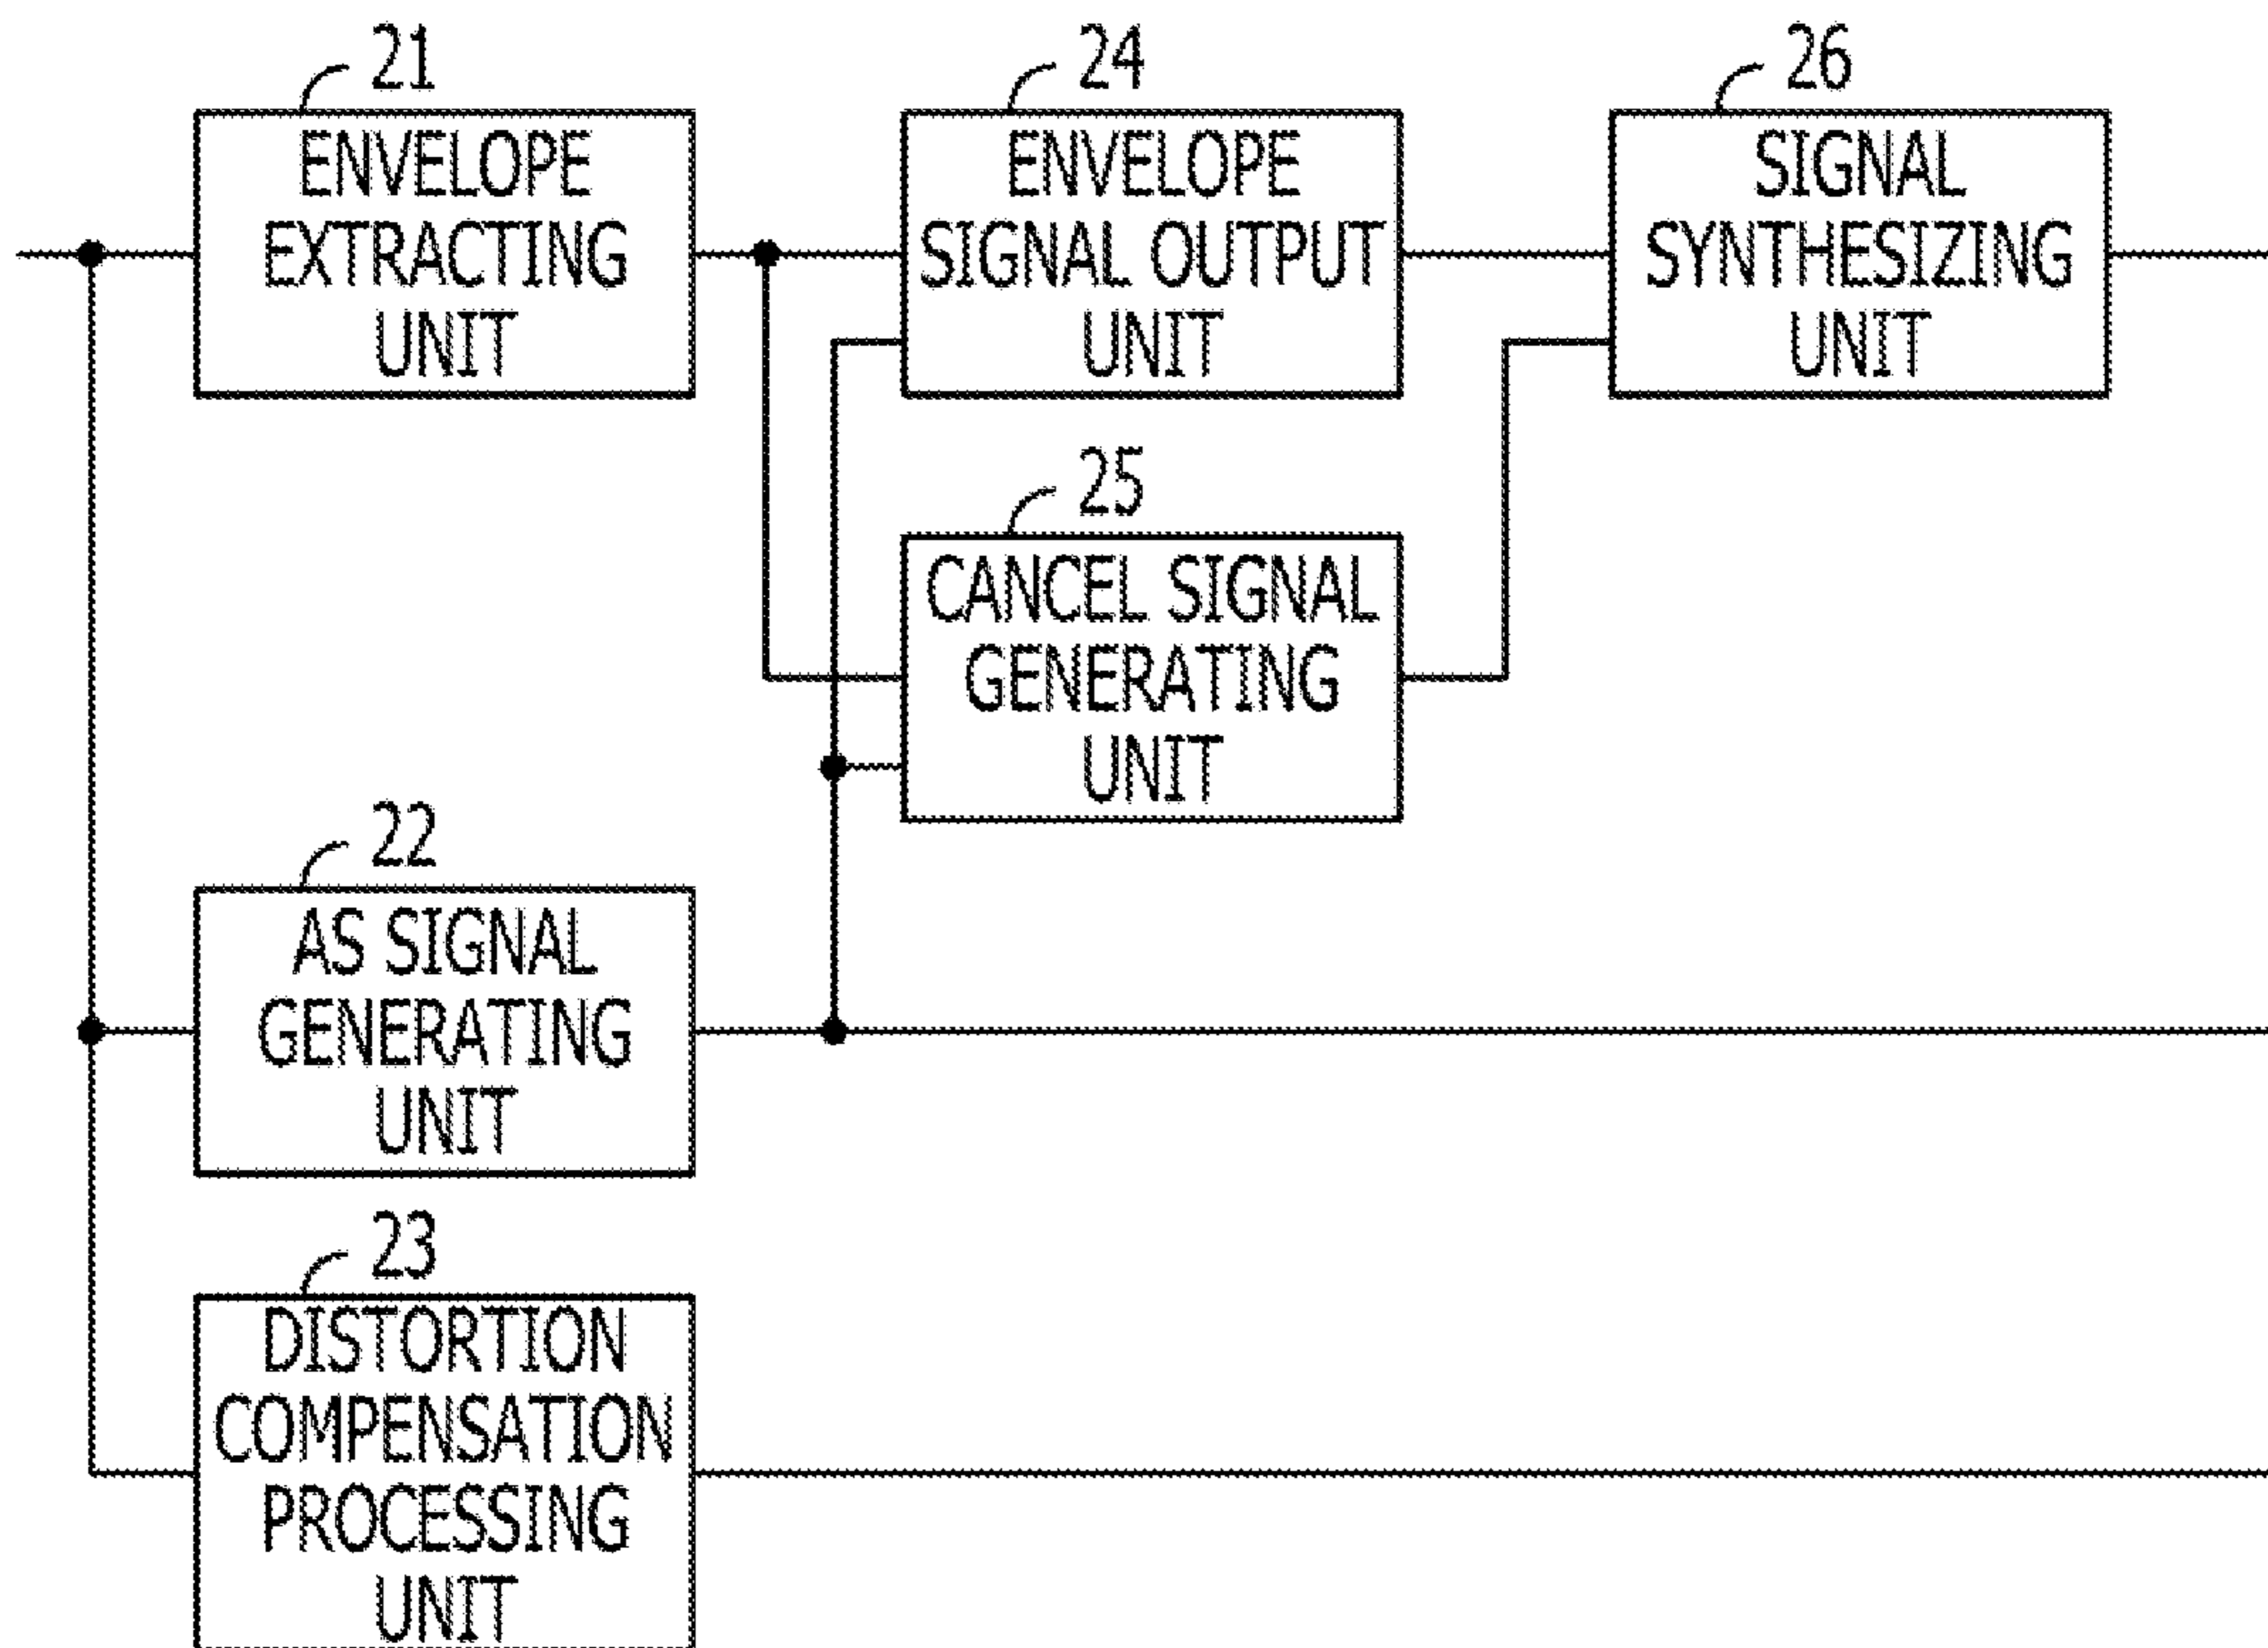 21
ENVELOPE
EXTRACTING
UNIT
24
ENVELOPE
SIGNAL OUTPUT
UNIT
26
SIGNAL
SYNTHESIZING
UNIT
25
CANCEL SIGNAL
GENERATING
UNIT
22
AS SIGNAL
GENERATING
UNIT
23
DISTORTION
COMPENSATION
PROCESSING
UNIT